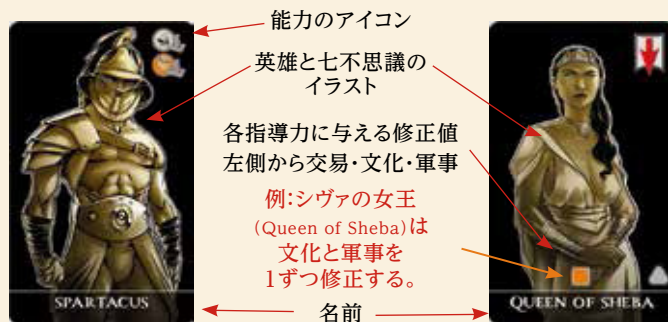 能力のアイコン
英雄と七不思議の
イラスト
各指導力に与える修正値
左側から交易・文化・軍事
例:シヴァの女王
(Queen of Sheba)は
文化と軍事を
1ずつ修正する。
SPARTACUS
名前
QUEEN OF SHEBA